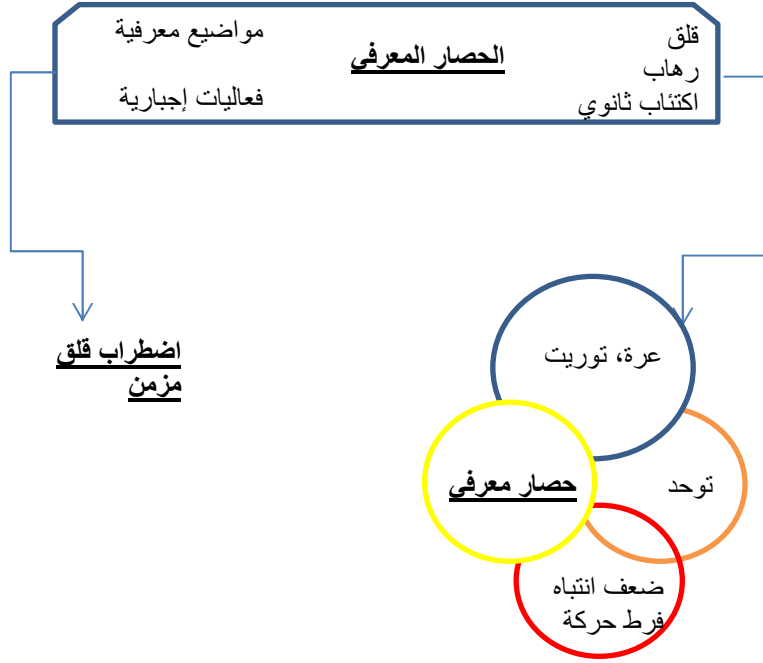 قلق
رهاب
اكتئاب ثانوي
الحصار المعرفي
مواضيع معرفية
فعاليات إجبارية
عرة، توريت
توحد
حصار معرفي
ضعف انتباه
فرط حركة
اضطراب قلق
مزمن